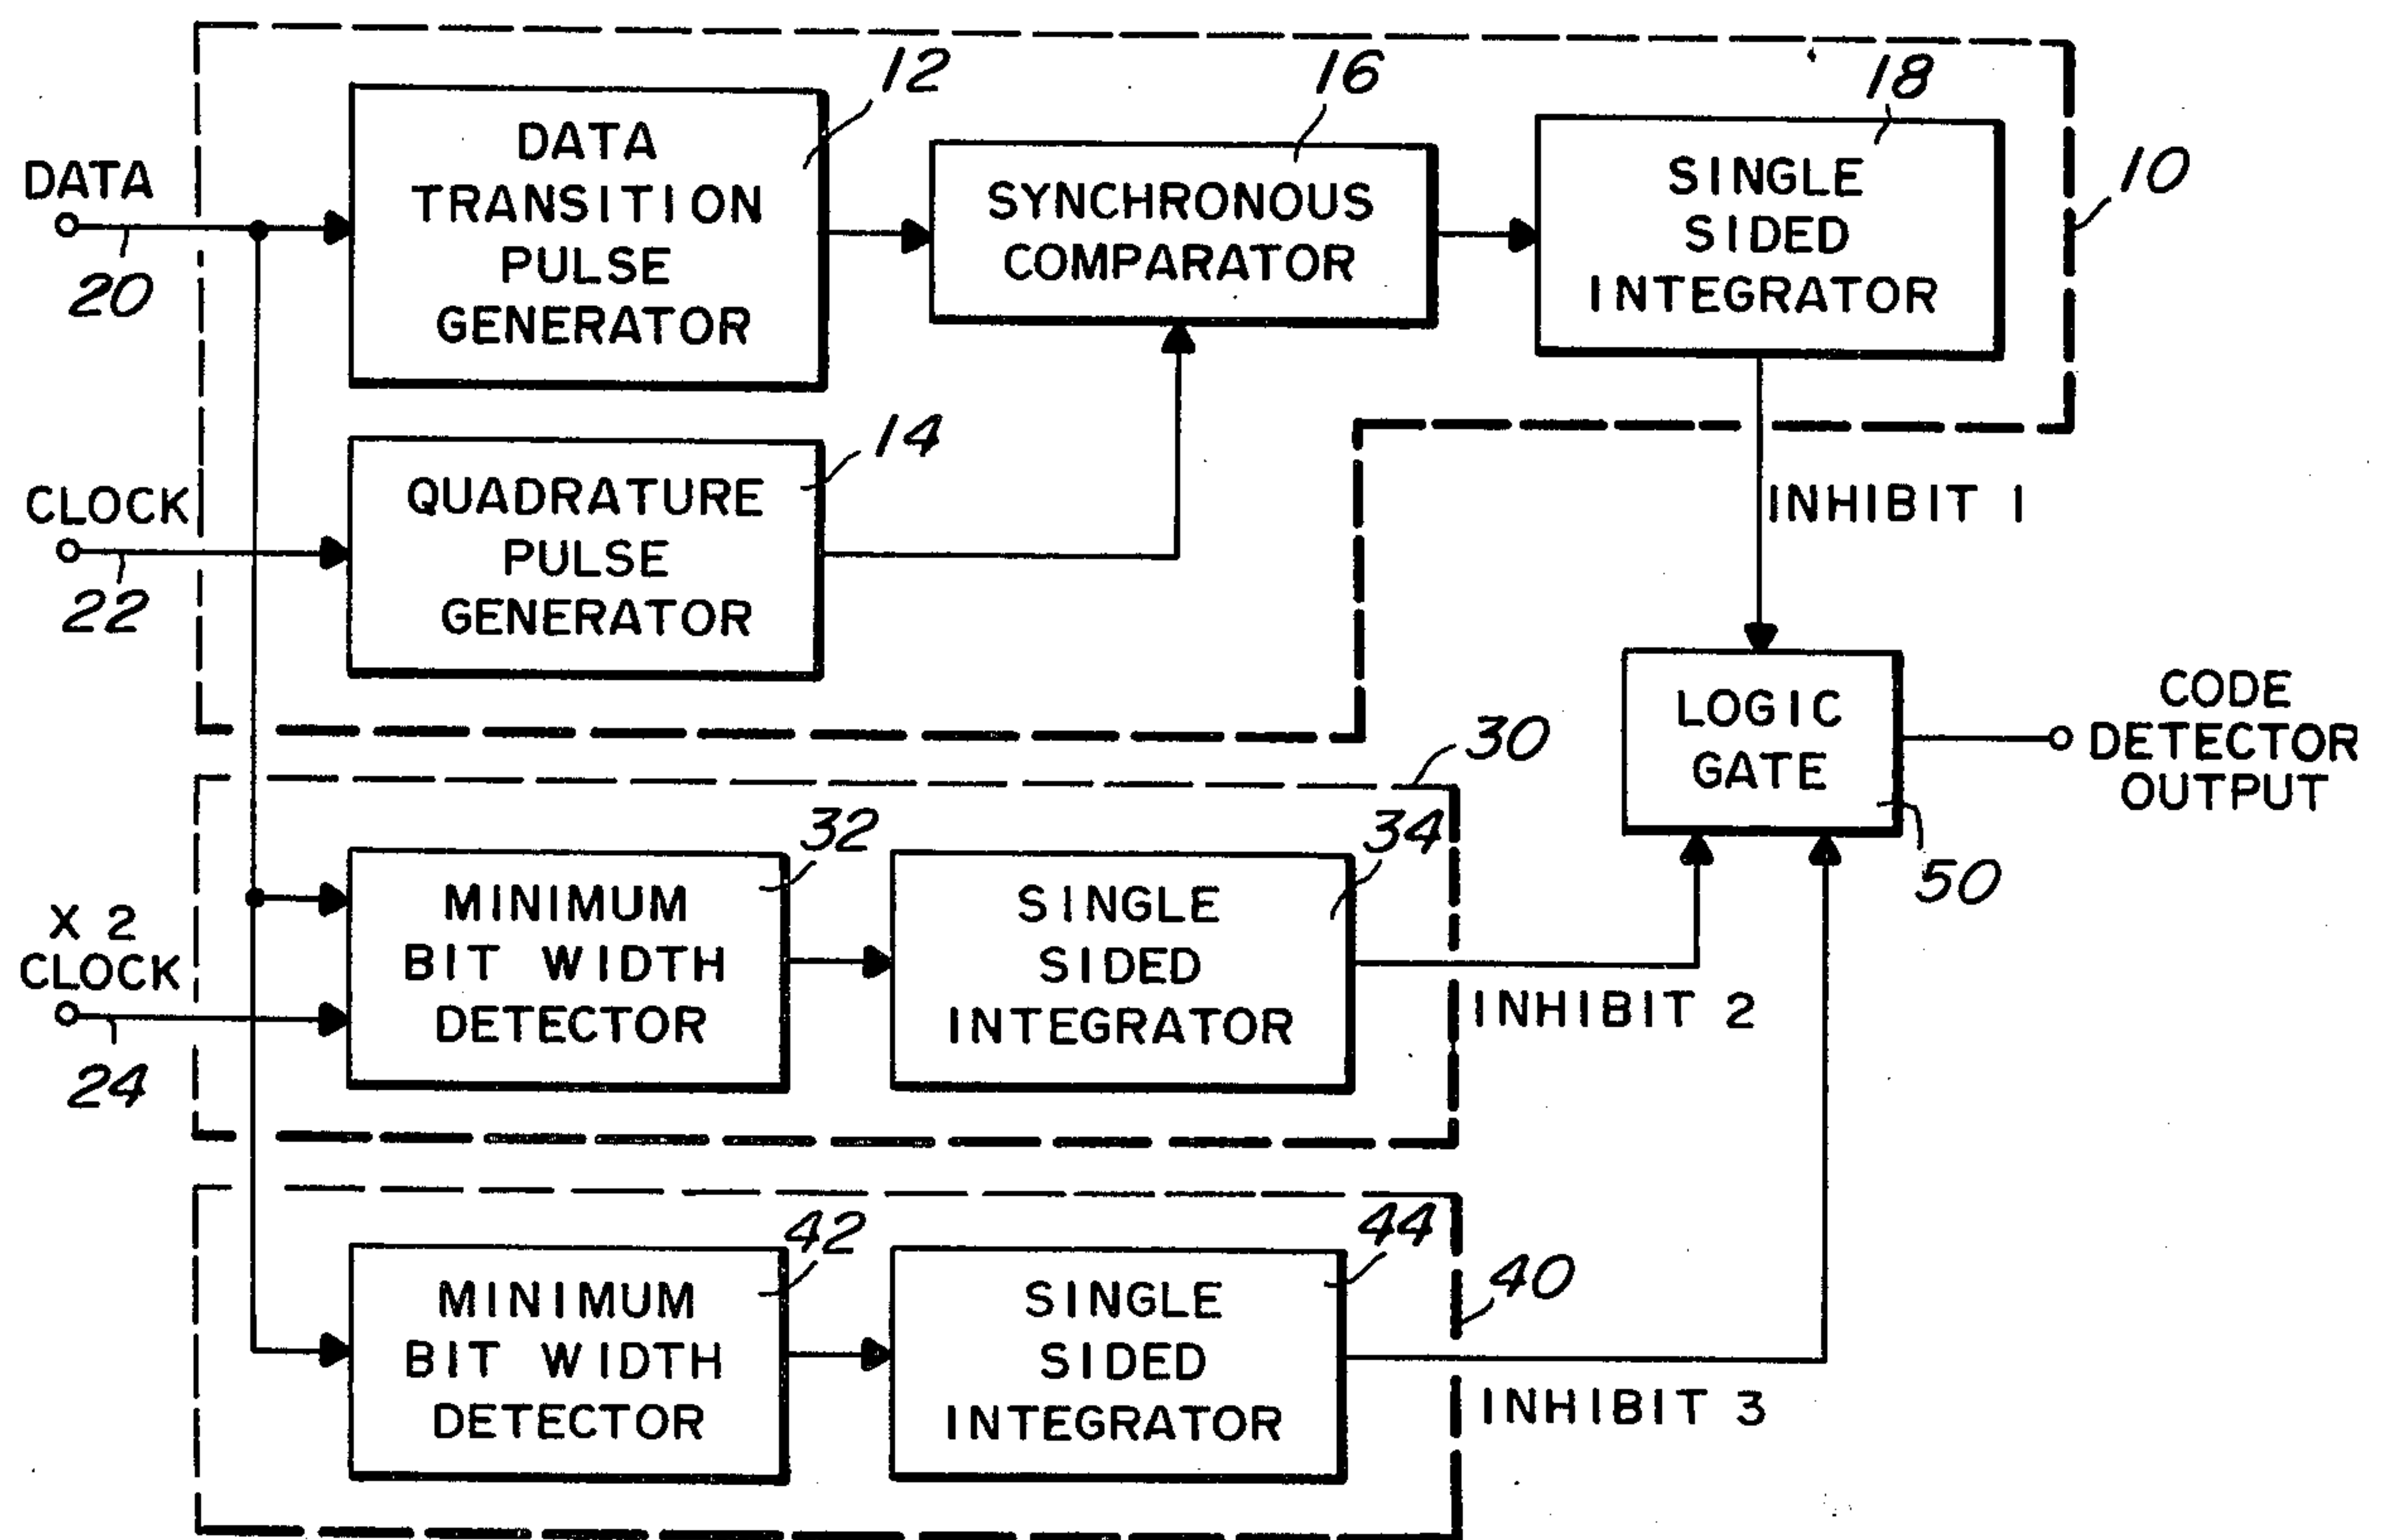 12
16
18
10
DATA
20
DATA
TRANSITION
PULSE
GENERATOR
SYNCHRONOUS
COMPARATOR
SINGLE
SIDED
INTEGRATOR
14
CLOCK
22
QUADRATURE
PULSE
GENERATOR
INHIBIT 1
LOGIC
GATE
50
CODE
DETECTOR
OUTPUT
30
32
34
X 2
CLOCK
24
MINIMUM
BIT WIDTH
DETECTOR
SINGLE
SIDED
INTEGRATOR
INHIBIT 2
42
44
40
MINIMUM
BIT WIDTH
DETECTOR
SINGLE
SIDED
INTEGRATOR
INHIBIT 3